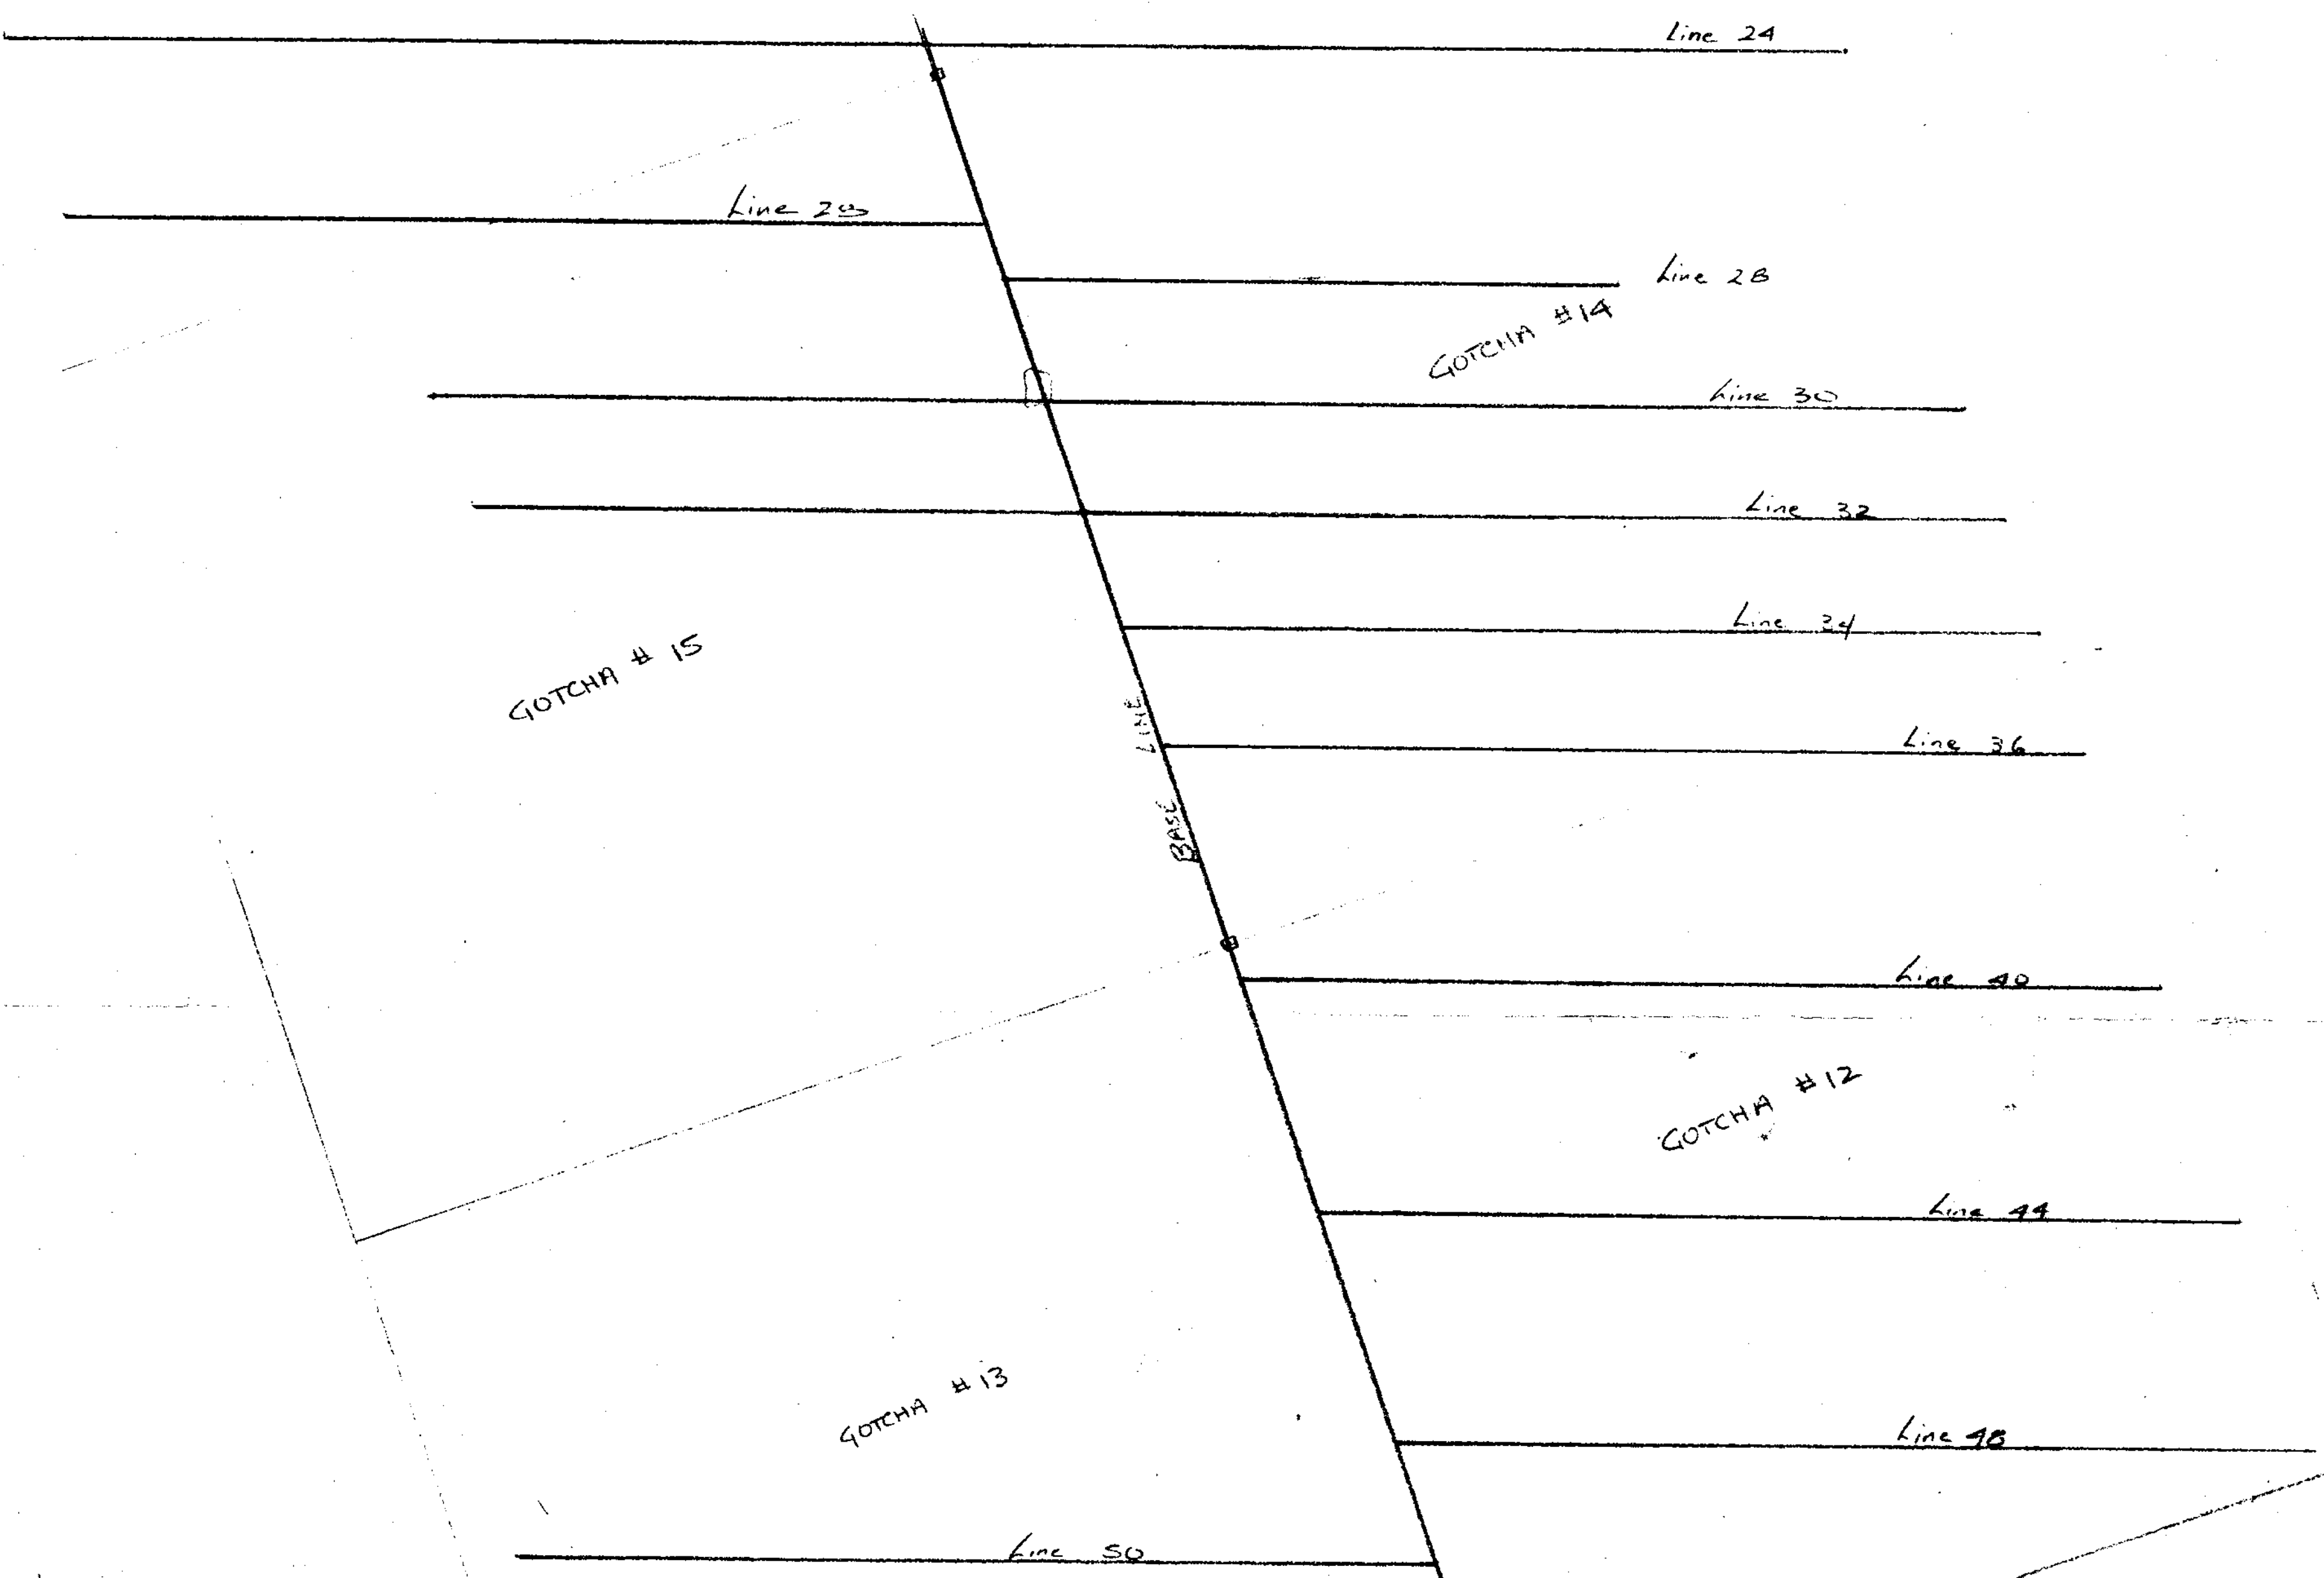 Line 24
Line
Line 28
GOTCHA #14
Line 30
Line 32
Line 34
GOTCHA # 15
BASE LINE
Line 36
Line 40
GOTCHA #12
Line 44
GOTCHA #13
Line 48
Line 50